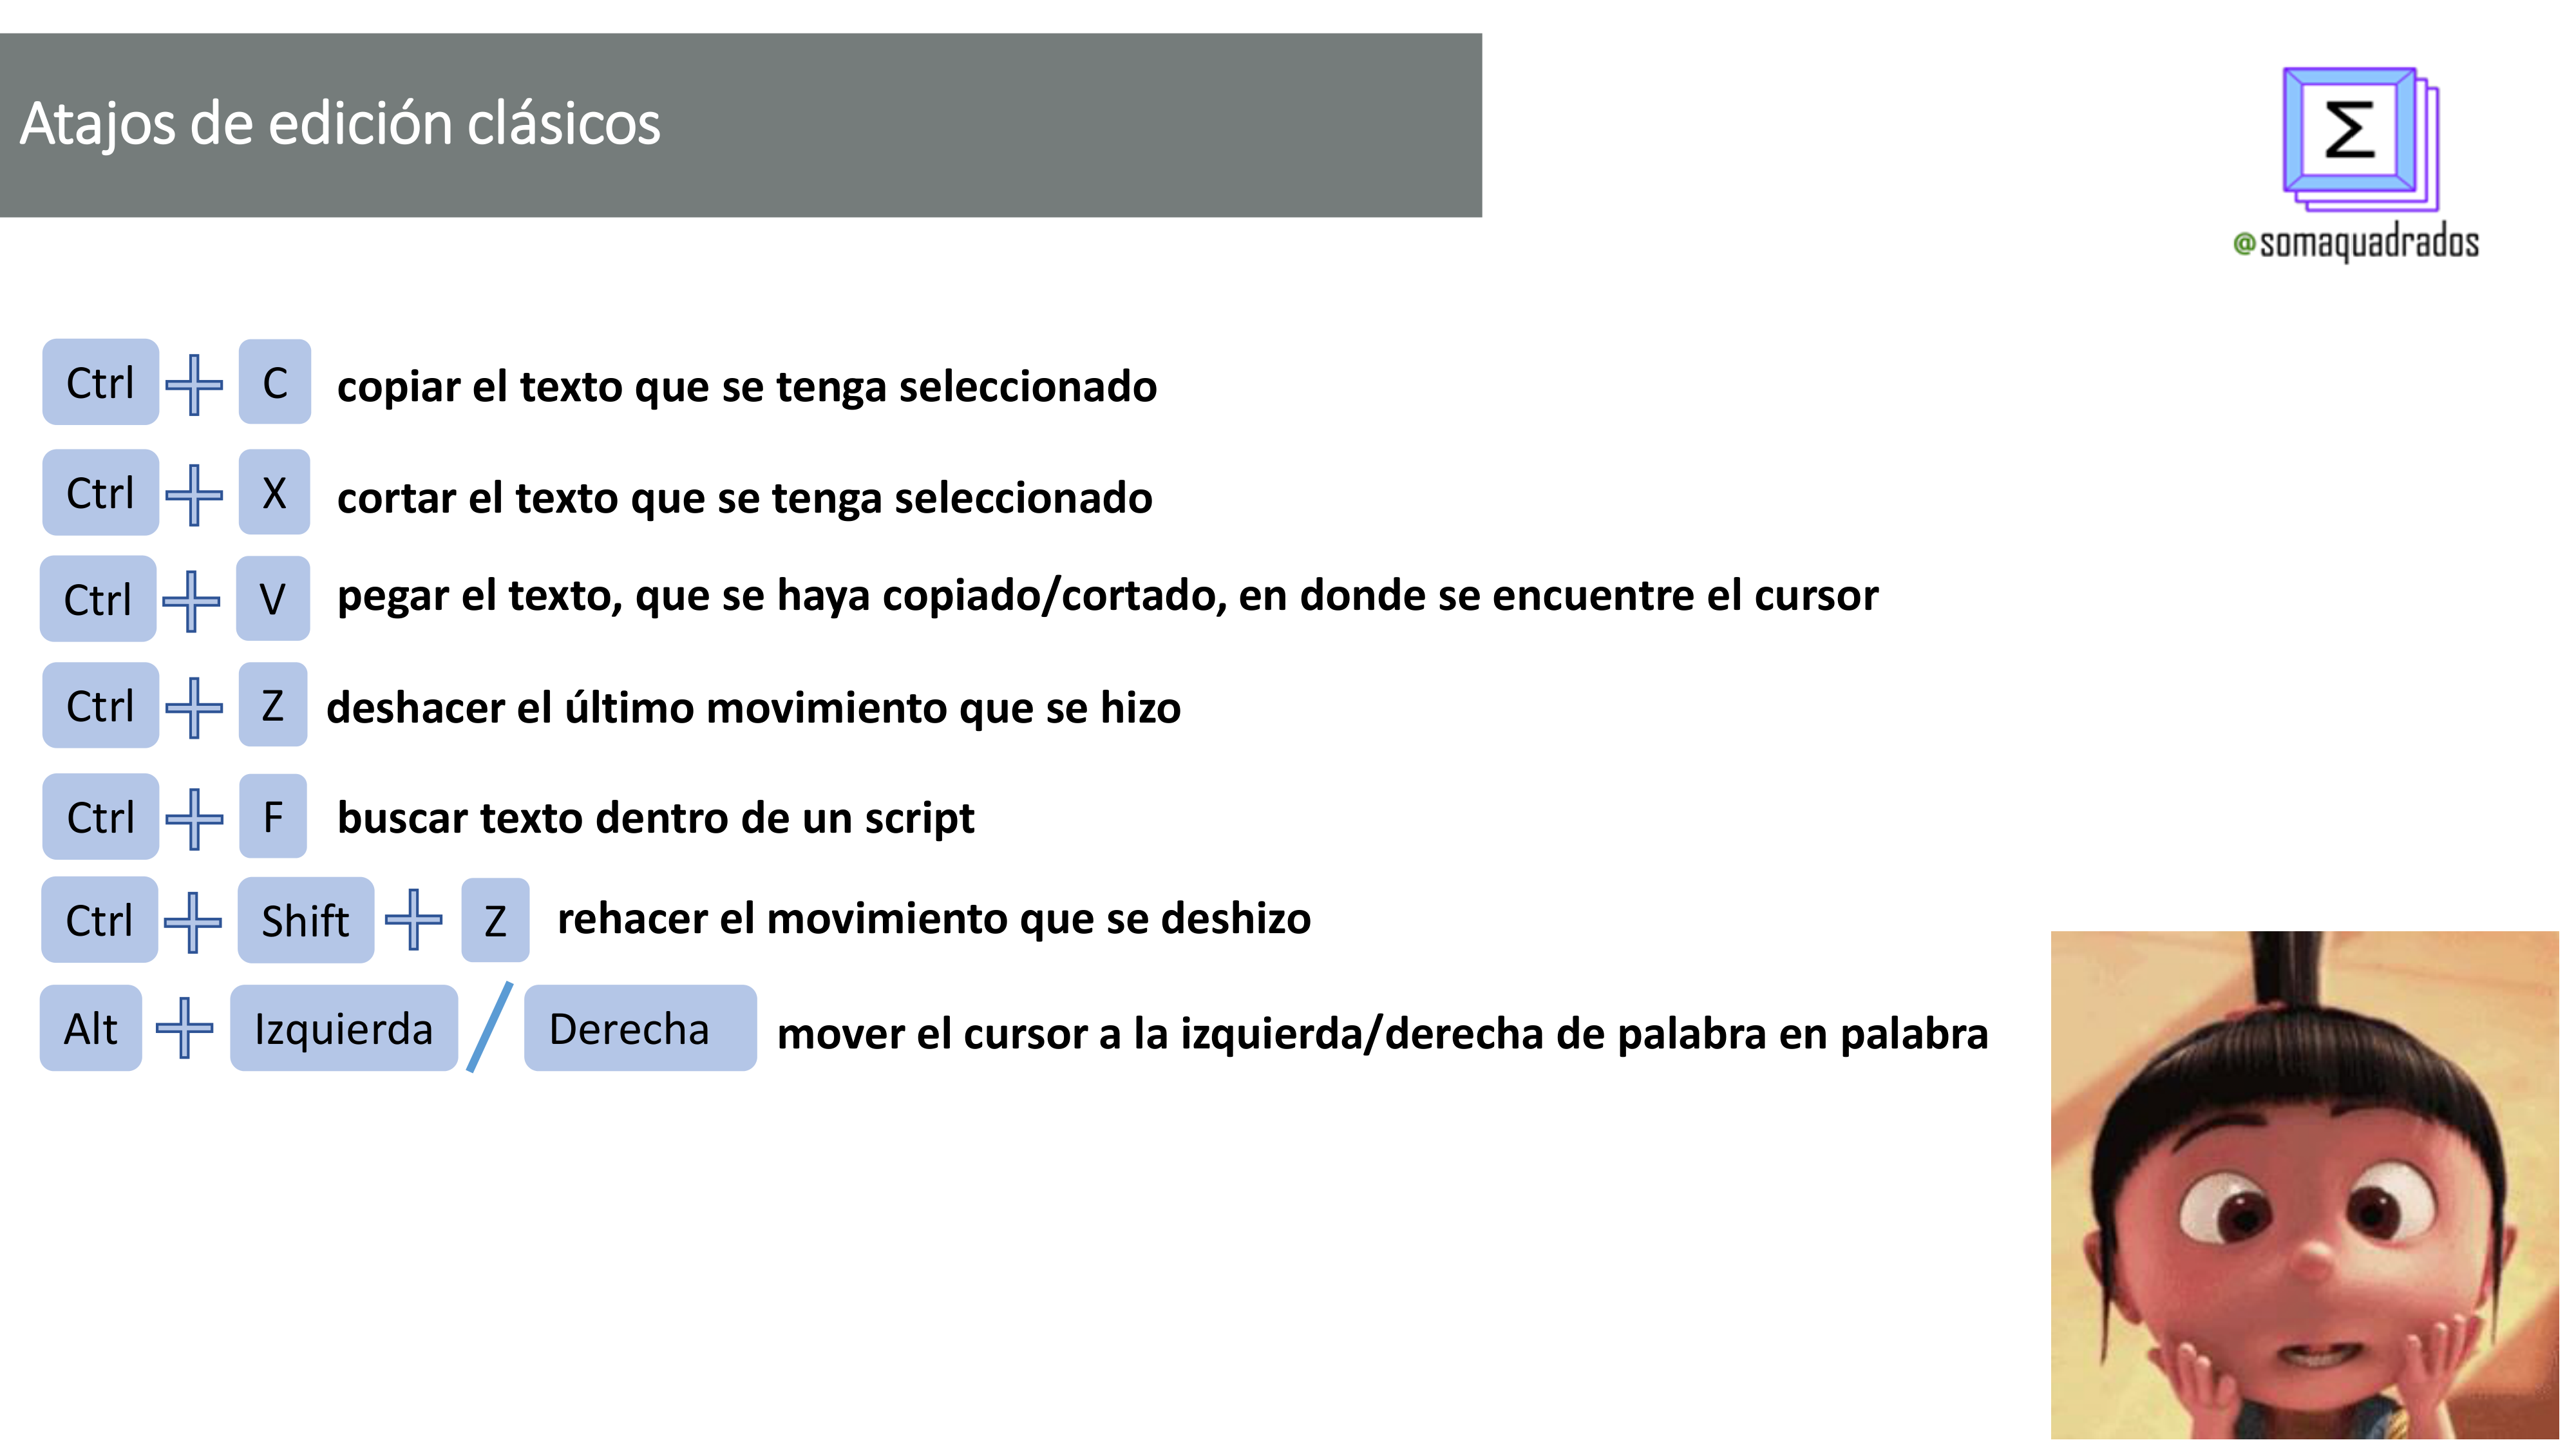 Atajos de edición clásicos
Σ
@somaquadrados
Ctrl + C copiar el texto que se tenga seleccionado
Ctrl + X cortar el texto que se tenga seleccionado
Ctrl + V pegar el texto, que se haya copiado/cortado, en donde se encuentre el cursor
Ctrl + Z deshacer el último movimiento que se hizo
Ctrl + F buscar texto dentro de un script
Ctrl + Shift + Z rehacer el movimiento que se deshizo
Alt + Izquierda / Derecha mover el cursor a la izquierda/derecha de palabra en palabra